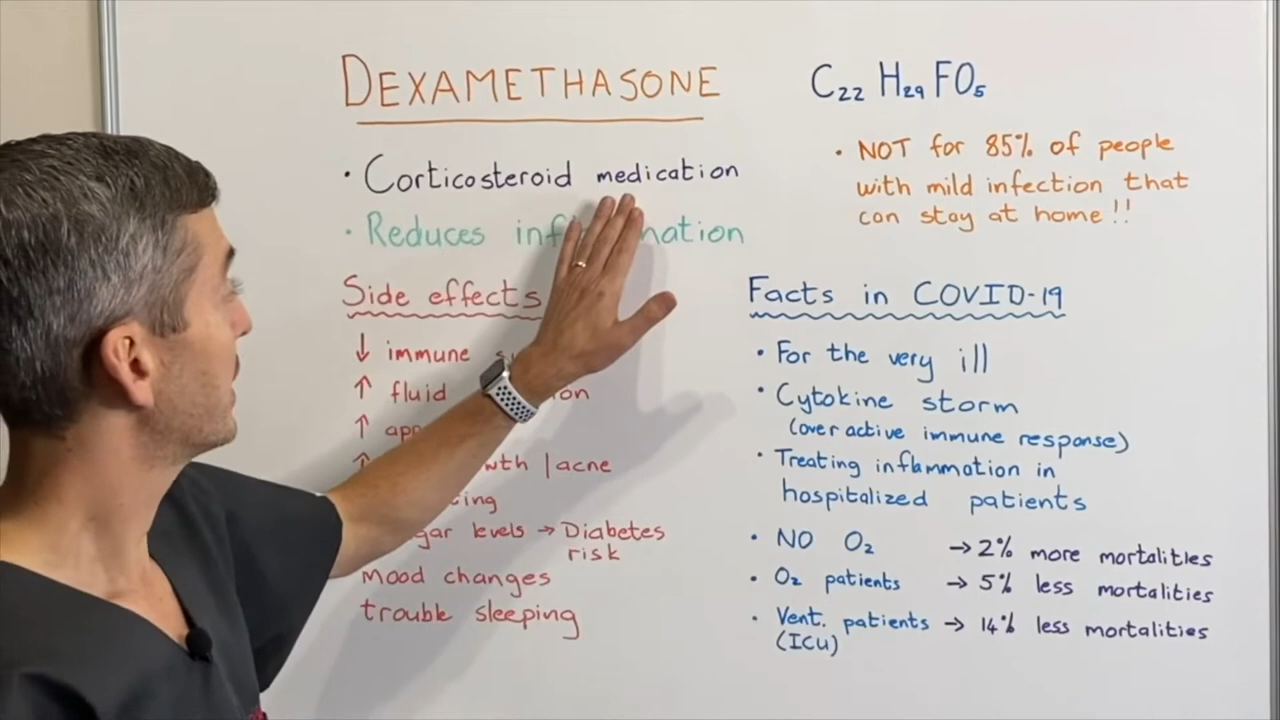 DEXAMETHASONE
• Corticosteroid medication
• Reduces
Side effects
↓ immune
↑ fluid
↑
↑ acne
levels → Diabetes
risk
mood changes
trouble sleeping
C₂₂ H₂₉ FO₅
• NOT for 85% of people
with mild infection that
can stay at home!!
Facts in COVID-19
• For the very ill
• Cytokine storm
(over active immune response)
• Treating inflammation in
hospitalized patients
• NO O₂ → 2% more mortalities
• O₂ patients → 5% less mortalities
• Vent. patients → 14% less mortalities
(ICU)